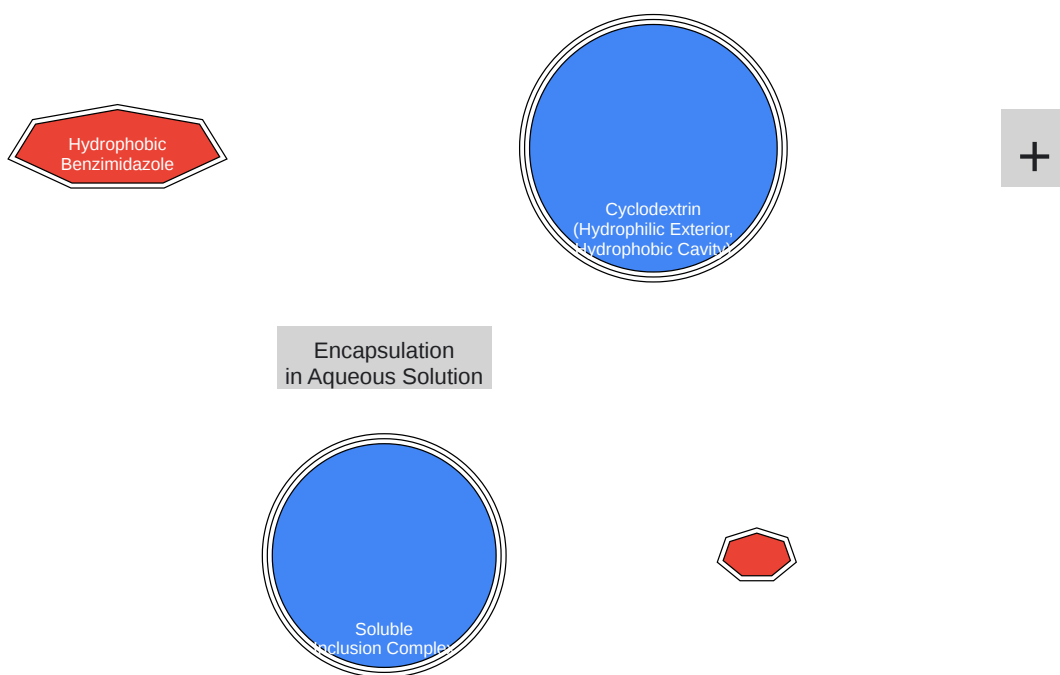 Hydrophobic
Benzimidazole
Cyclodextrin
(Hydrophilic Exterior,
Hydrophobic Cavity)
+
Encapsulation
in Aqueous Solution
Soluble
Inclusion Complex